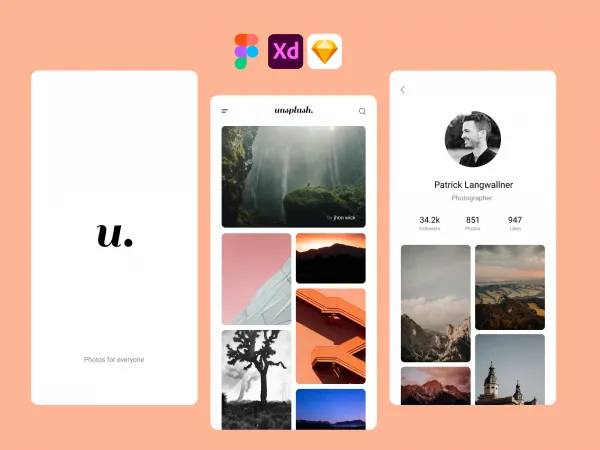 Xd
u.
Photos for everyone
unsplash.
by jhon wick
Patrick Langwallner
Photographer
34.2k 851 947
Followers Photos Likes